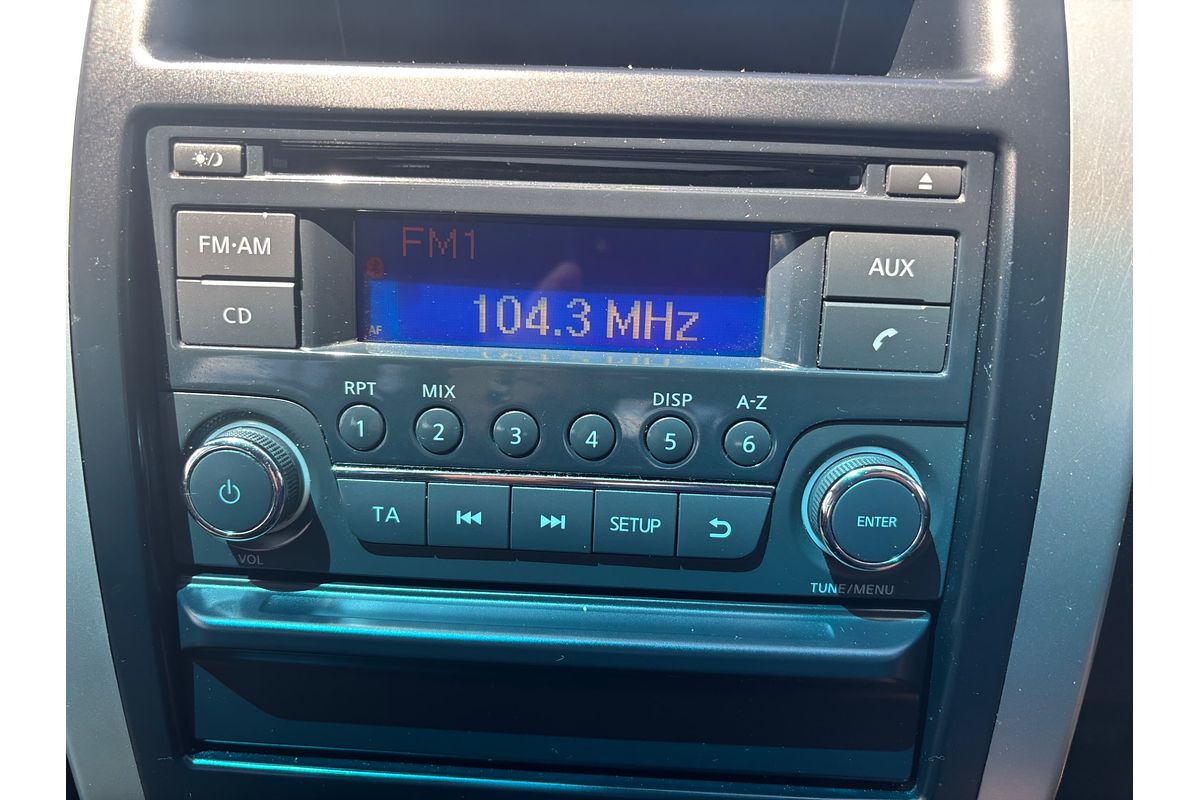 FM·AM
CD
FM1
104.3 MHz
AF
AUX
RPT
MIX
DISP
A-Z
1
2
3
4
5
6
TA
SETUP
ENTER
VOL
TUNE/MENU